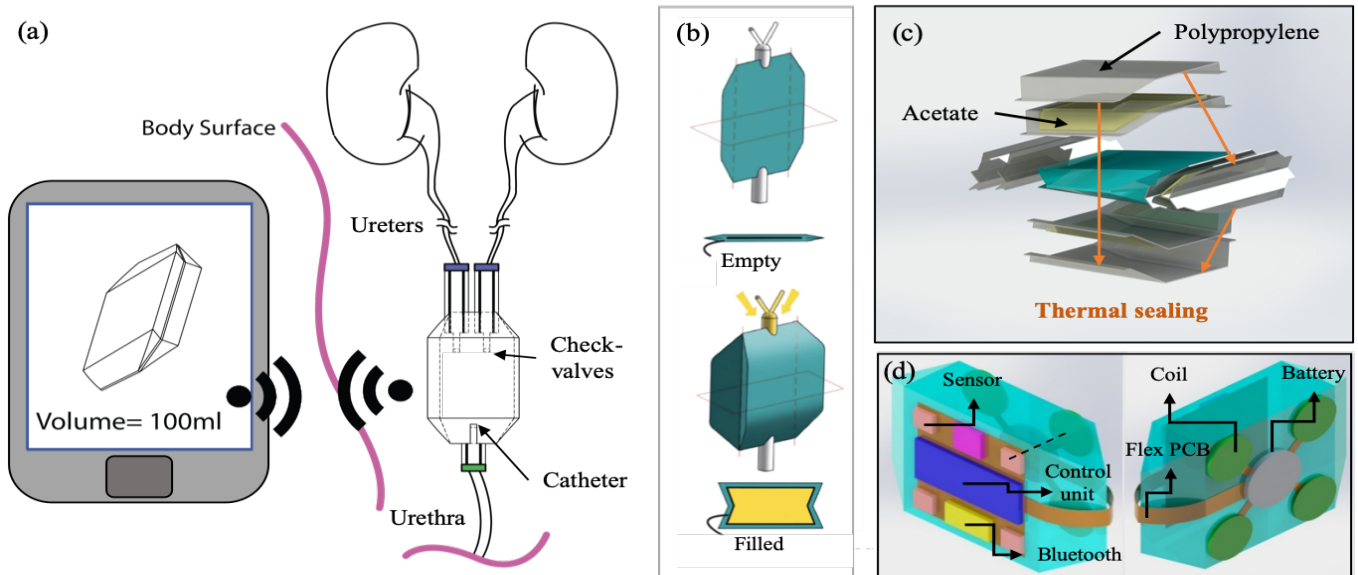 (a)
Body Surface
Ureters
Check-
valves
Catheter
Urethra
Volume= 100ml
(b)
Empty
Filled
(c)
Polypropylene
Acetate
Thermal sealing
(d)
Sensor
Control
unit
Bluetooth
Coil
Battery
Flex PCB